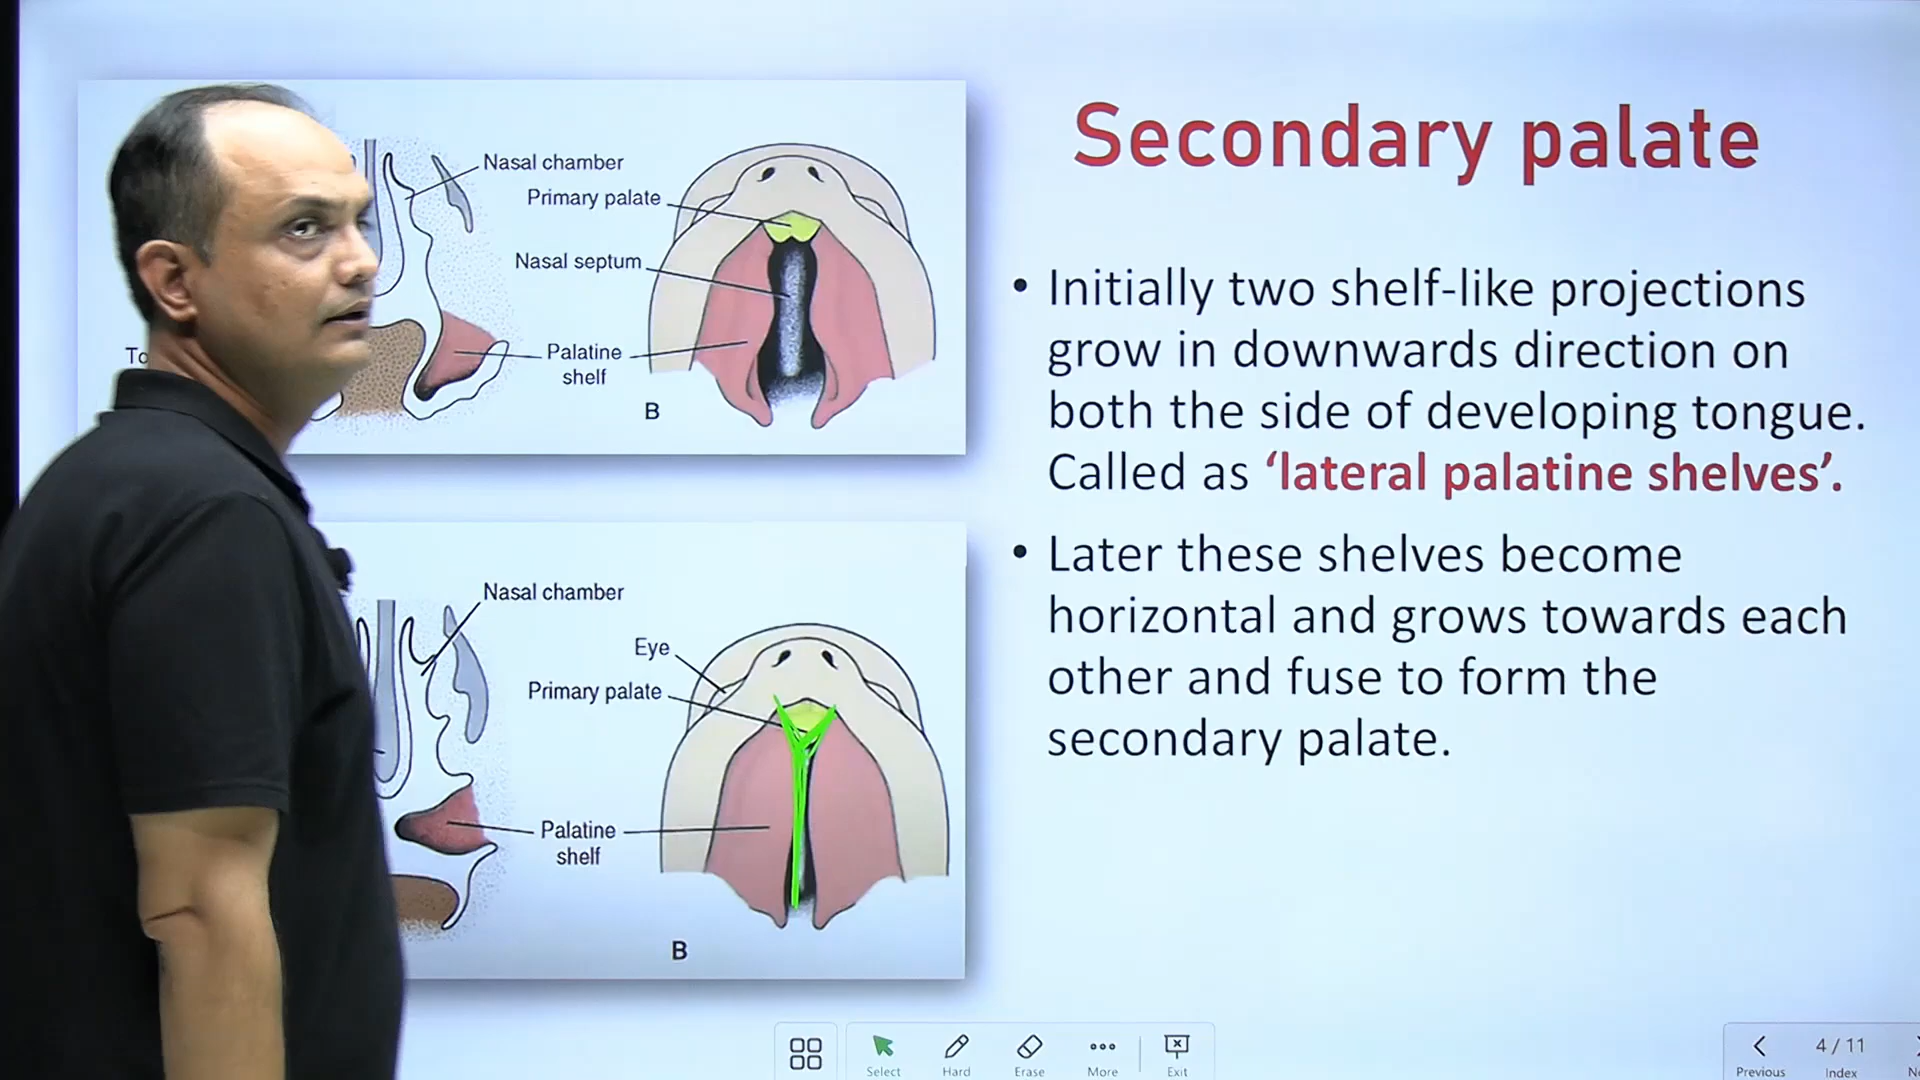 Secondary palate
Nasal chamber
Primary palate
Nasal septum
To
Palatine
shelf
B
Nasal chamber
Eye
Primary palate
Palatine
shelf
B
• Initially two shelf-like projections
grow in downwards direction on
both the side of developing tongue.
Called as ‘lateral palatine shelves’.
• Later these shelves become
horizontal and grows towards each
other and fuse to form the
secondary palate.
Select
Hard
Erase
More
Exit
4 / 11
Previous
Index